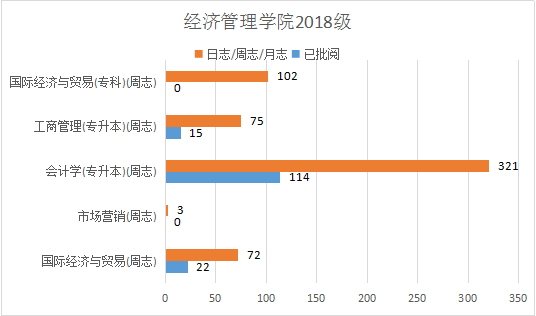 经济管理学院2018级
日志/周志/月志 已批阅
国际经济与贸易(专科)(周志) 102
0
工商管理(专升本)(周志) 75
15
会计学(专升本)(周志) 321
114
市场营销(周志) 3
0
国际经济与贸易(周志) 72
22
0 50 100 150 200 250 300 350